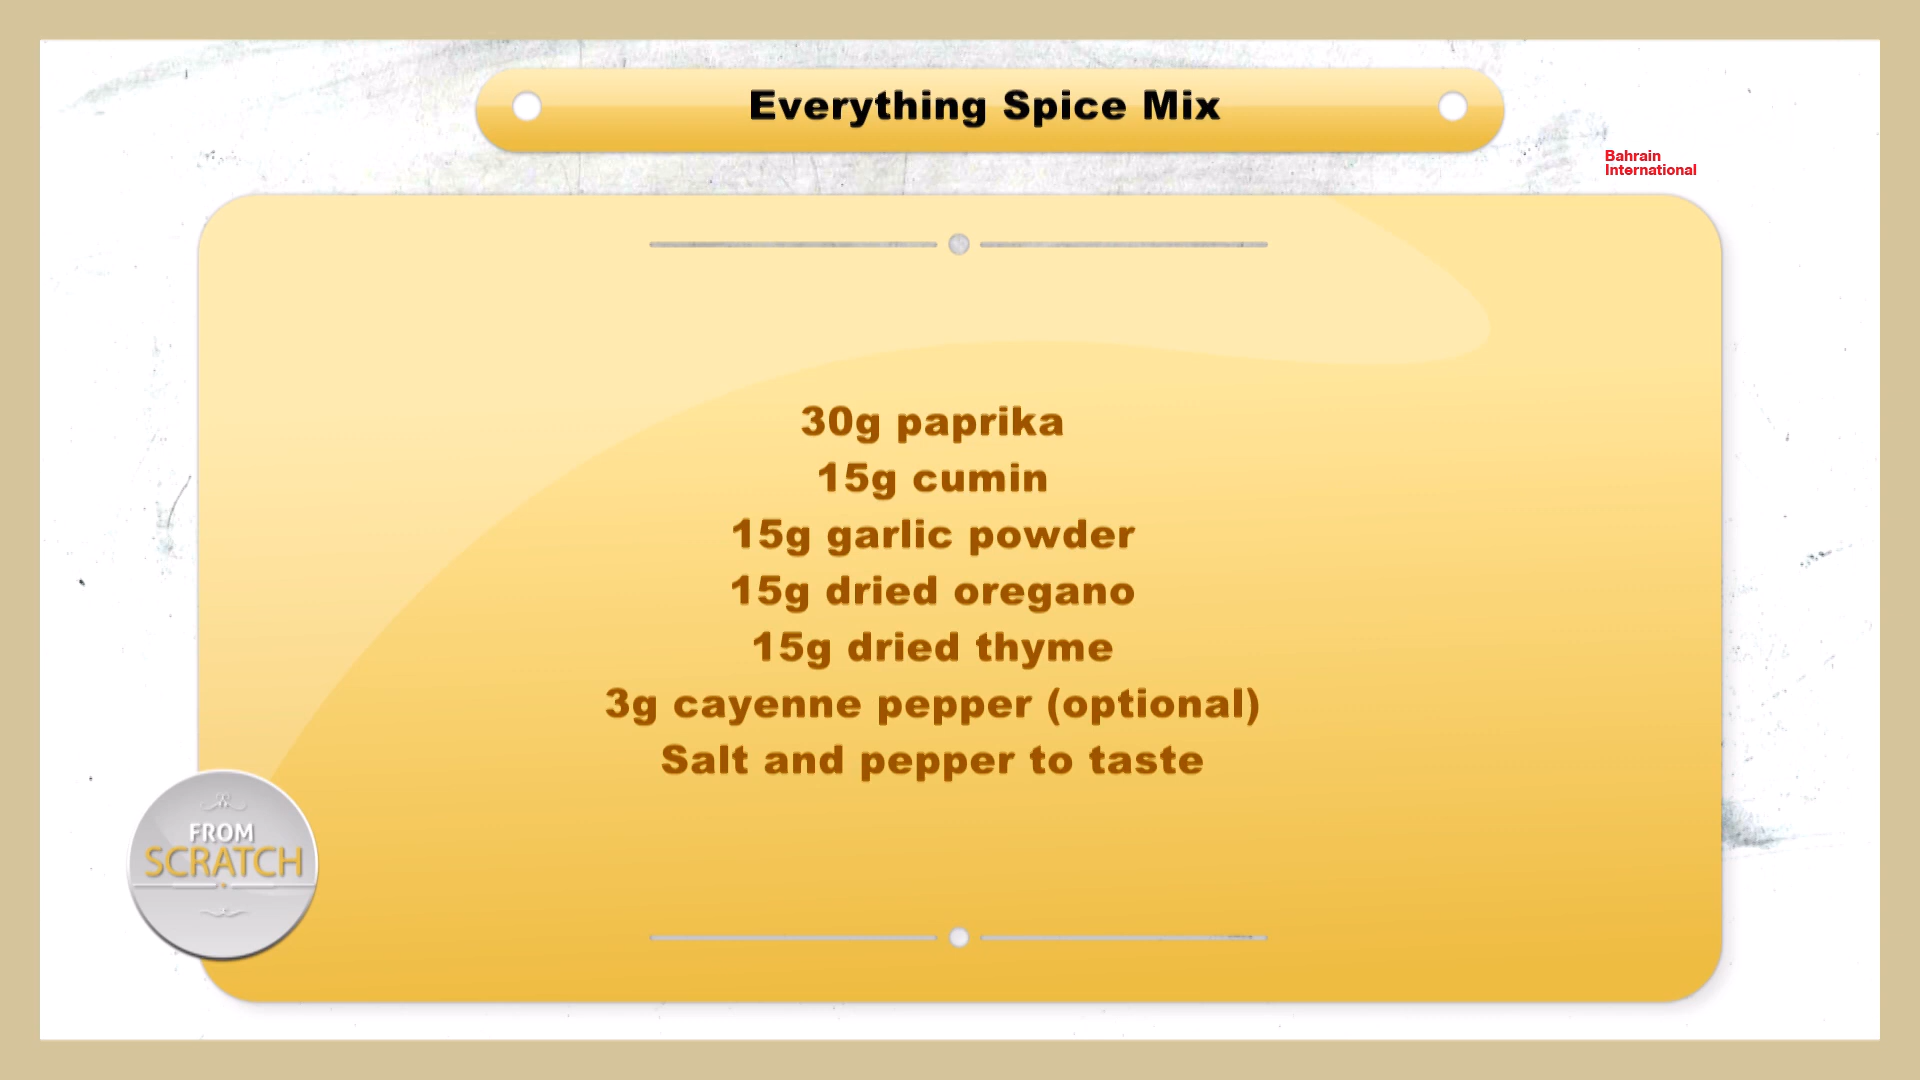 Everything Spice Mix
Bahrain
International
30g paprika
15g cumin
15g garlic powder
15g dried oregano
15g dried thyme
3g cayenne pepper (optional)
Salt and pepper to taste
FROM
SCRATCH